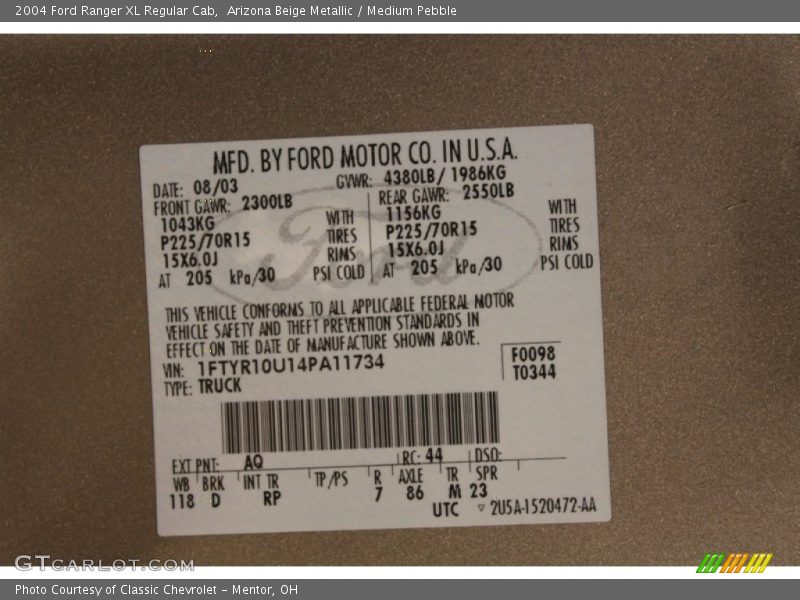 2004 Ford Ranger XL Regular Cab,  Arizona Beige Metallic / Medium Pebble
MFD. BY FORD MOTOR CO. IN U.S.A.
DATE: 08/03 GVWR: 4380LB/ 1986KG
FRONT GAWR: 2300LB REAR GAWR: 2550LB
1043KG WITH 1156KG WITH
P225/70R15 TIRES P225/70R15 TIRES
15X6.0J RIMS 15X6.0J RIMS
AT 205 kPa/30 PSI COLD AT 205 kPa/30 PSI COLD
Ford
THIS VEHICLE CONFORMS TO ALL APPLICABLE FEDERAL MOTOR
VEHICLE SAFETY AND THEFT PREVENTION STANDARDS IN
EFFECT ON THE DATE OF MANUFACTURE SHOWN ABOVE.
VIN: 1FTYR10U14PA11734 F0098
TYPE: TRUCK T0344
EXT PNT: AQ RC: 44 DSO:
WB BRK INT TR TP/PS R AXLE TR SPR
118 D RP 7 86 M 23
UTC ▽ 2U5A-1520472-AA
GTCARLOT.COM
Photo Courtesy of Classic Chevrolet - Mentor, OH